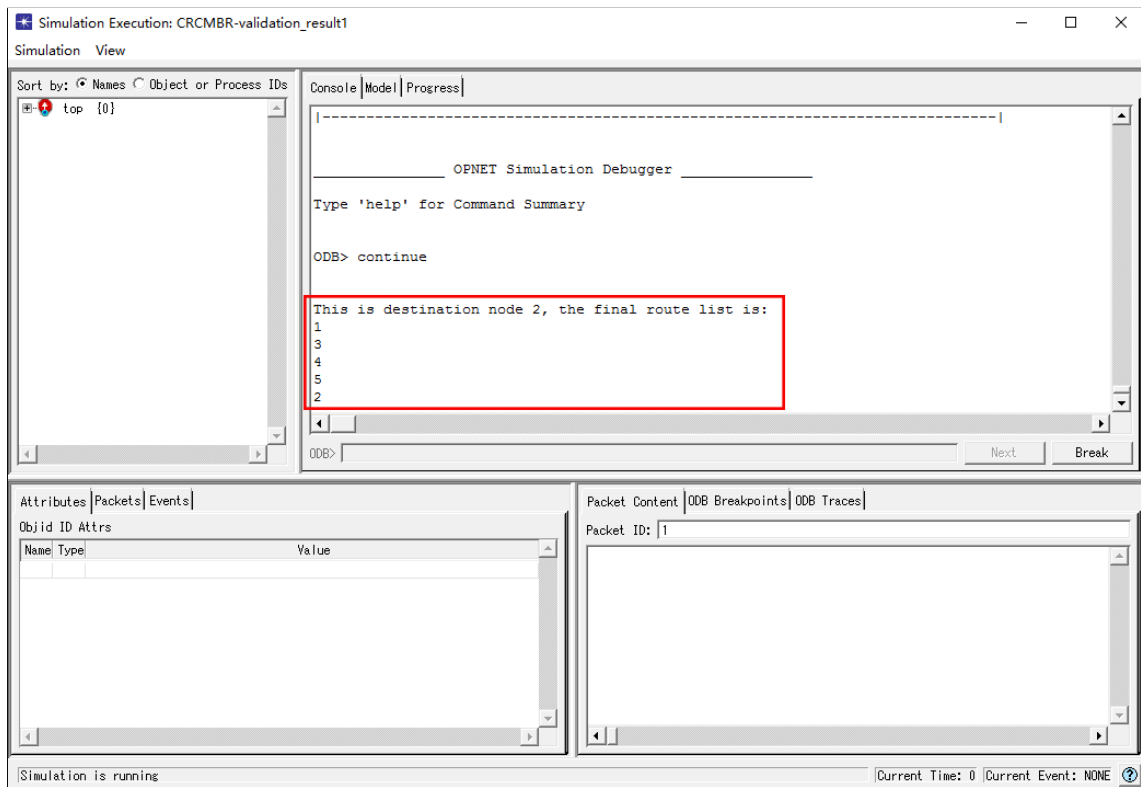 Simulation Execution: CRCMBR-validation_result1
Simulation View
Sort by: Names Object or Process IDs
top {0}
Console Model Progress
|------------------------------------------------------------------------------|
_______________ OPNET Simulation Debugger _______________
Type 'help' for Command Summary
ODB> continue
This is destination node 2, the final route list is:
1
3
4
5
2
ODB>
Next Break
Attributes Packets Events
Objid ID Attrs
Name Type Value
Packet Content ODB Breakpoints ODB Traces
Packet ID: 1
Simulation is running
Current Time: 0 Current Event: NONE ?